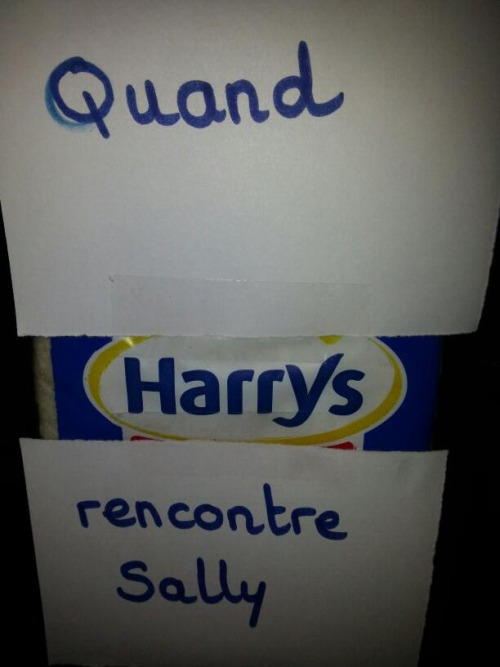 Quand
Harrys
rencontre
Sally